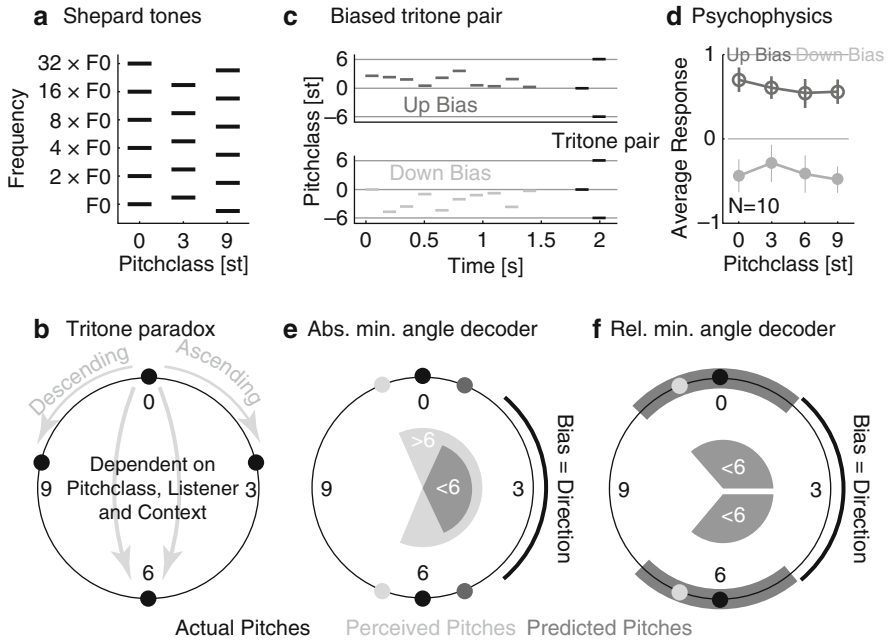 a Shepard tones
32 × F0
16 × F0
8 × F0
4 × F0
2 × F0
F0
Frequency
0 3 9
Pitchclass [st]
c Biased tritone pair
6
0
−6
Up Bias
Tritone pair
6
0
−6
Down Bias
Pitchclass [st]
0 0.5 1 1.5 2
Time [s]
d Psychophysics
1
Up Bias Down Bias
0
N=10
−1
Average Response
0 3 6 9
Pitchclass [st]
b Tritone paradox
Descending
Ascending
0
9
3
6
Dependent on
Pitchclass, Listener
and Context
e Abs. min. angle decoder
0
>6
<6
9
3
6
Bias = Direction
f Rel. min. angle decoder
0
<6
<6
9
3
6
Bias = Direction
Actual Pitches Perceived Pitches Predicted Pitches